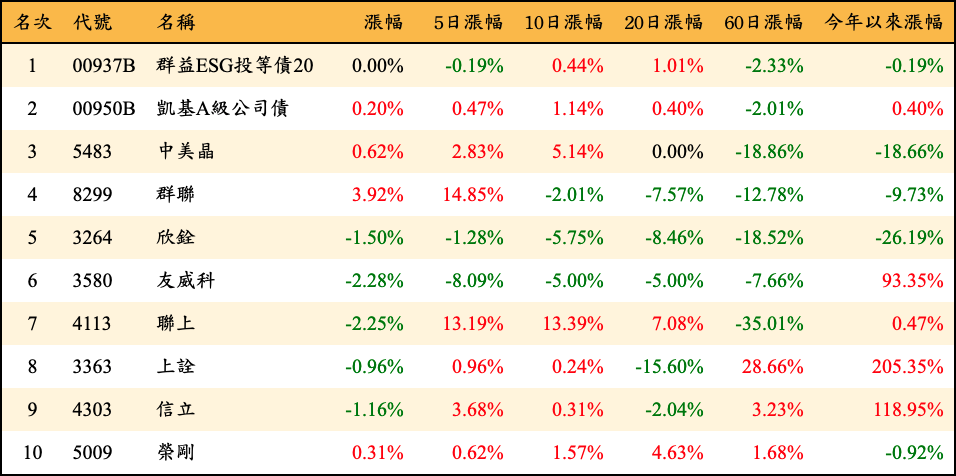 名次 代號 名稱 漲幅 5日漲幅 10日漲幅 20日漲幅 60日漲幅 今年以來漲幅
1 00937B 群益ESG投等債20 0.00% -0.19% 0.44% 1.01% -2.33% -0.19%
2 00950B 凱基A級公司債 0.20% 0.47% 1.14% 0.40% -2.01% 0.40%
3 5483 中美晶 0.62% 2.83% 5.14% 0.00% -18.86% -18.66%
4 8299 群聯 3.92% 14.85% -2.01% -7.57% -12.78% -9.73%
5 3264 欣銓 -1.50% -1.28% -5.75% -8.46% -18.52% -26.19%
6 3580 友威科 -2.28% -8.09% -5.00% -5.00% -7.66% 93.35%
7 4113 聯上 -2.25% 13.19% 13.39% 7.08% -35.01% 0.47%
8 3363 上詮 -0.96% 0.96% 0.24% -15.60% 28.66% 205.35%
9 4303 信立 -1.16% 3.68% 0.31% -2.04% 3.23% 118.95%
10 5009 榮剛 0.31% 0.62% 1.57% 4.63% 1.68% -0.92%